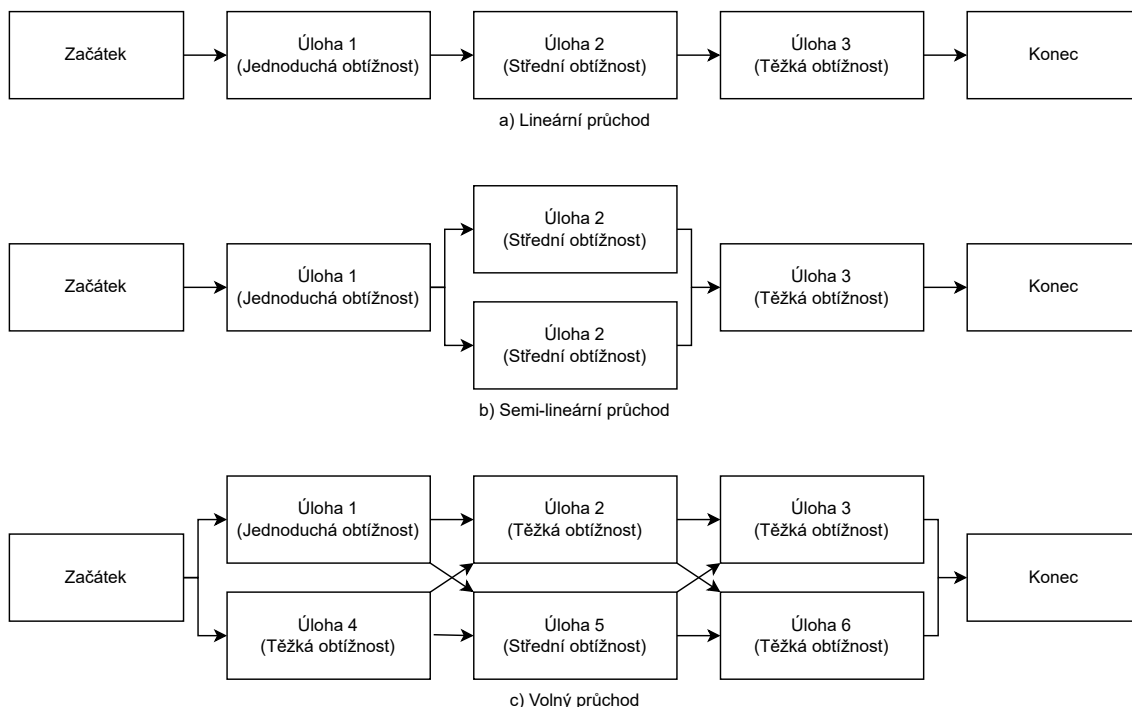 Začátek
Úloha 1
(Jednoduchá obtížnost)
Úloha 2
(Střední obtížnost)
Úloha 3
(Těžká obtížnost)
Konec
a) Lineární průchod
Začátek
Úloha 1
(Jednoduchá obtížnost)
Úloha 2
(Střední obtížnost)
Úloha 2
(Střední obtížnost)
Úloha 3
(Těžká obtížnost)
Konec
b) Semi-lineární průchod
Začátek
Úloha 1
(Jednoduchá obtížnost)
Úloha 2
(Těžká obtížnost)
Úloha 3
(Těžká obtížnost)
Úloha 4
(Těžká obtížnost)
Úloha 5
(Střední obtížnost)
Úloha 6
(Těžká obtížnost)
Konec
c) Volný průchod